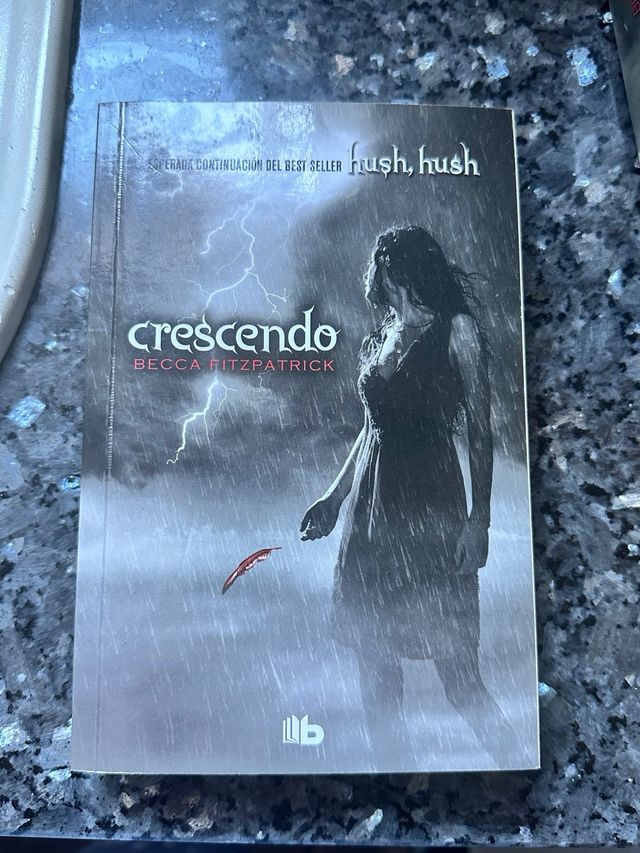 ESPERADA CONTINUACIÓN DEL BEST SELLER hush, hush
crescendo
BECCA FITZPATRICK
b